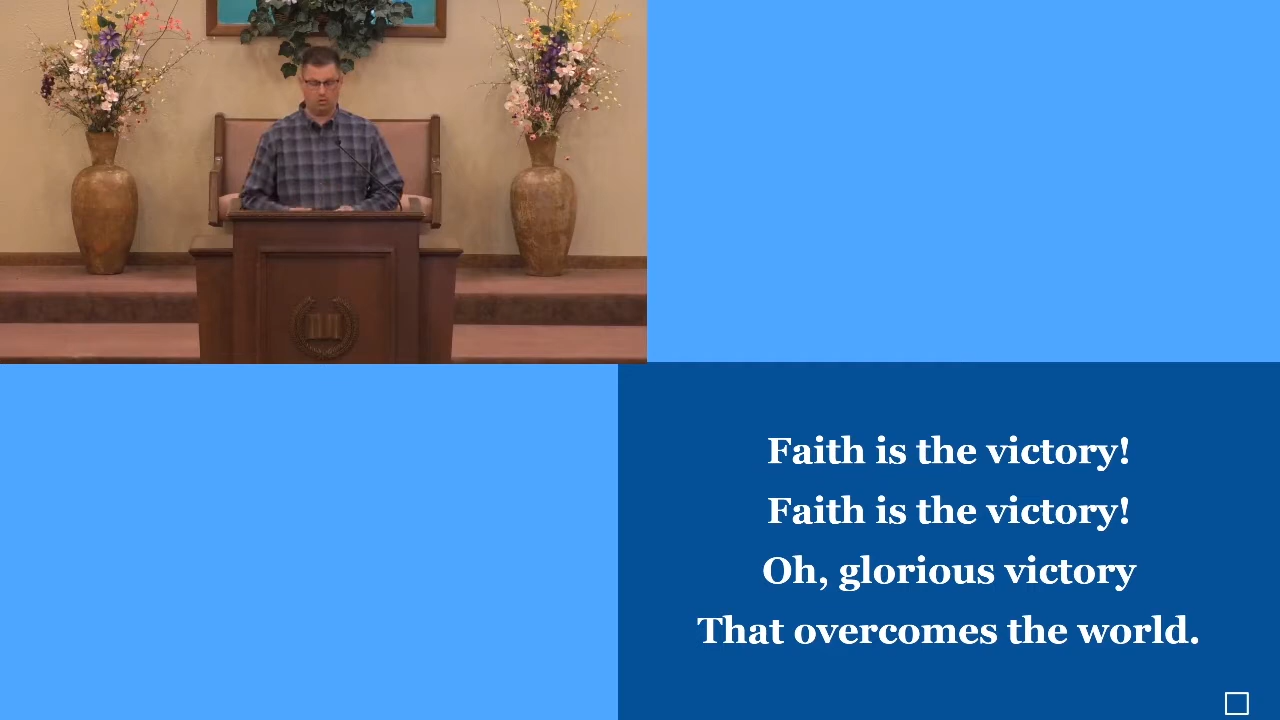 Faith is the victory!
Faith is the victory!
Oh, glorious victory
That overcomes the world.